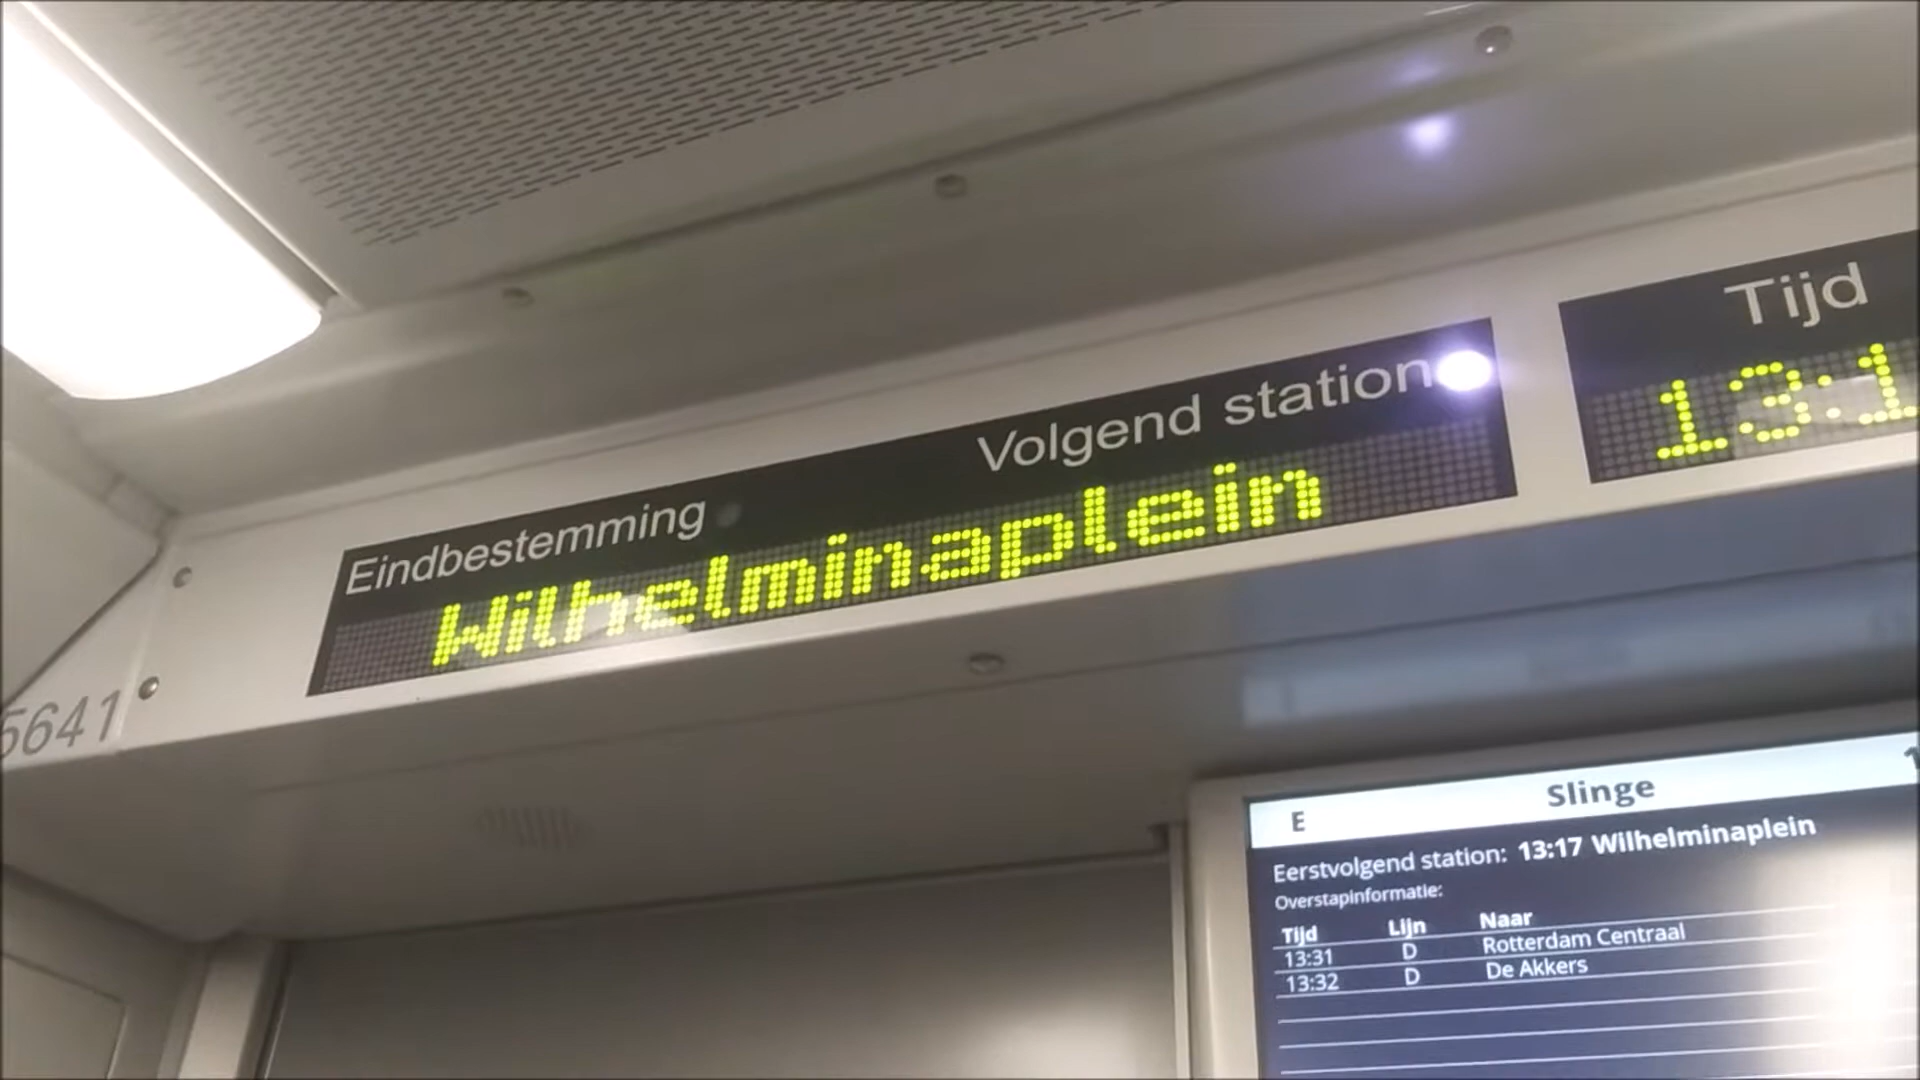 Eindbestemming
Volgend station
Wilhelminaplein
Tijd
13:1
5641
E
Slinge
Eerstvolgend station: 13:17 Wilhelminaplein
Overstapinformatie:
Tijd Lijn Naar
13:31 D Rotterdam Centraal
13:32 D De Akkers